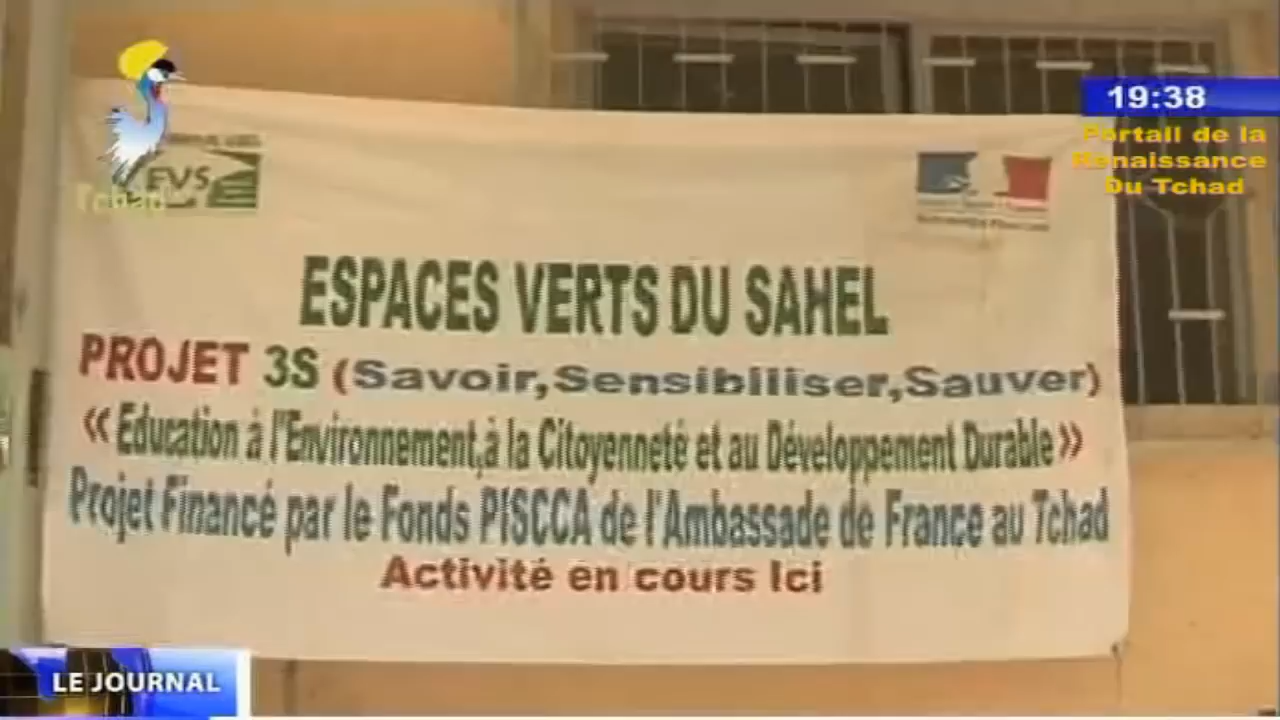 19:38
Portail de la
Renaissance
Du Tchad
Tchad
EVS
ESPACES VERTS DU SAHEL
PROJET 3S (Savoir,Sensibiliser,Sauver)
‹‹ Education à l'Environnement,à la Citoyenneté et au Développement Durable ››
Projet Financé par le Fonds PISCCA de l'Ambassade de France au Tchad
Activité en cours Ici
LE JOURNAL